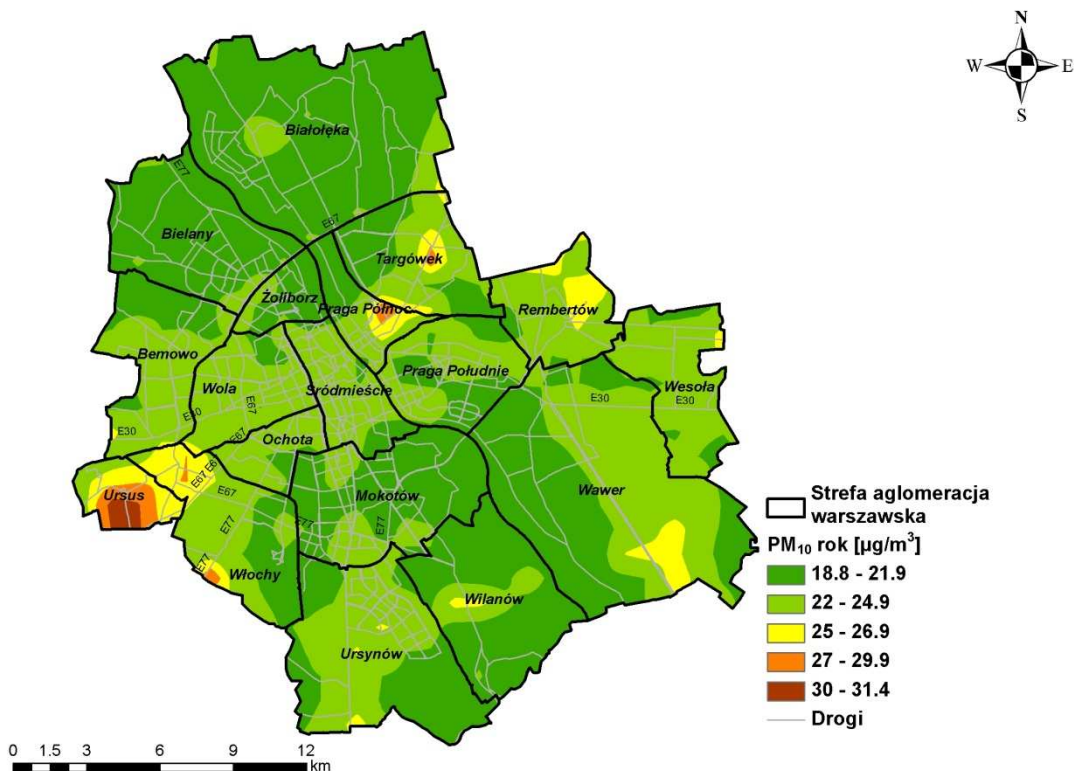 N
W E
S
Białołęka
E77
Bielany
E67
Targówek
Żoliborz
Praga Północ
Rembertów
Bemowo
Praga Południe
Wola
Śródmieście
Wesoła
E67
E30
E30
E30
E67
Ochota
E67
E67
Ursus
E67
Mokotów
Wawer
E77
E77
E77
E77
Włochy
Wilanów
Ursynów
Strefa aglomeracja
warszawska
PM₁₀ rok [µg/m³]
18.8 - 21.9
22 - 24.9
25 - 26.9
27 - 29.9
30 - 31.4
Drogi
0 1.5 3 6 9 12
km